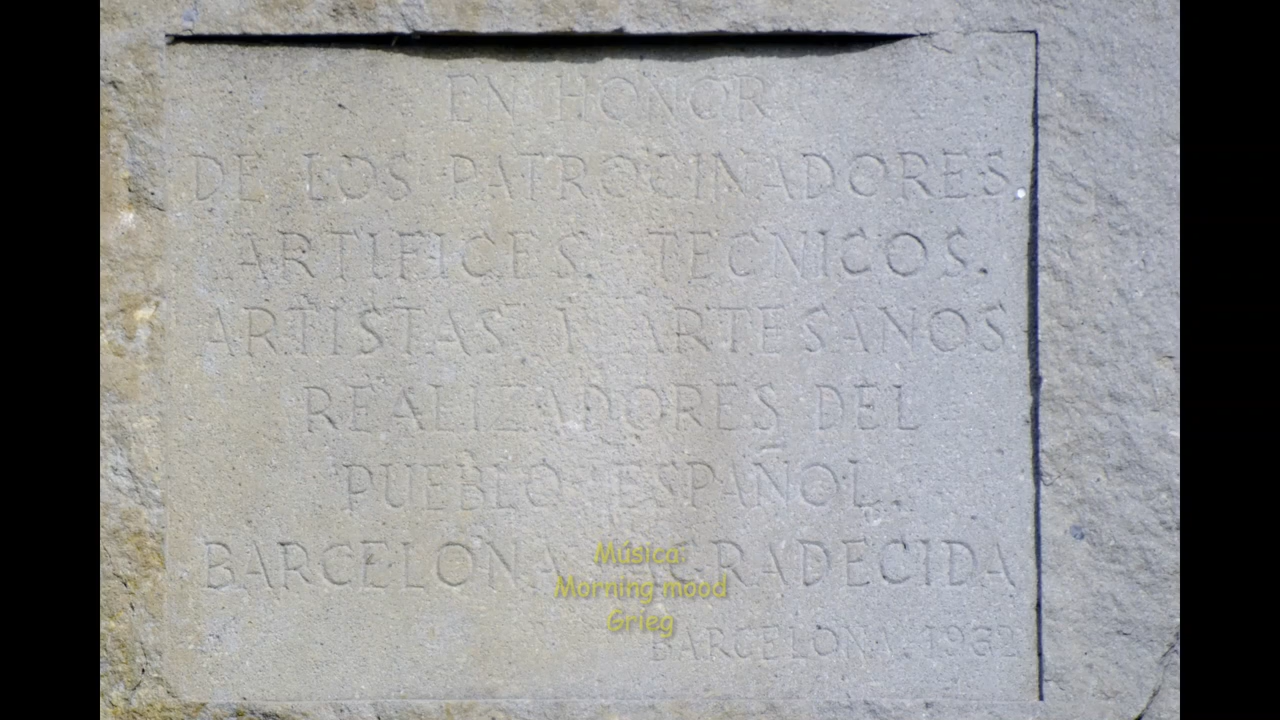 EN HONOR
DE LOS PATROCINADORES
ARTIFICES. TECNICOS.
ARTISTAS Y ARTESANOS
REALIZADORES DEL
PUEBLO ESPAÑOL.
BARCELONA AGRADECIDA
BARCELONA. 1962
Música:
Morning mood
Grieg